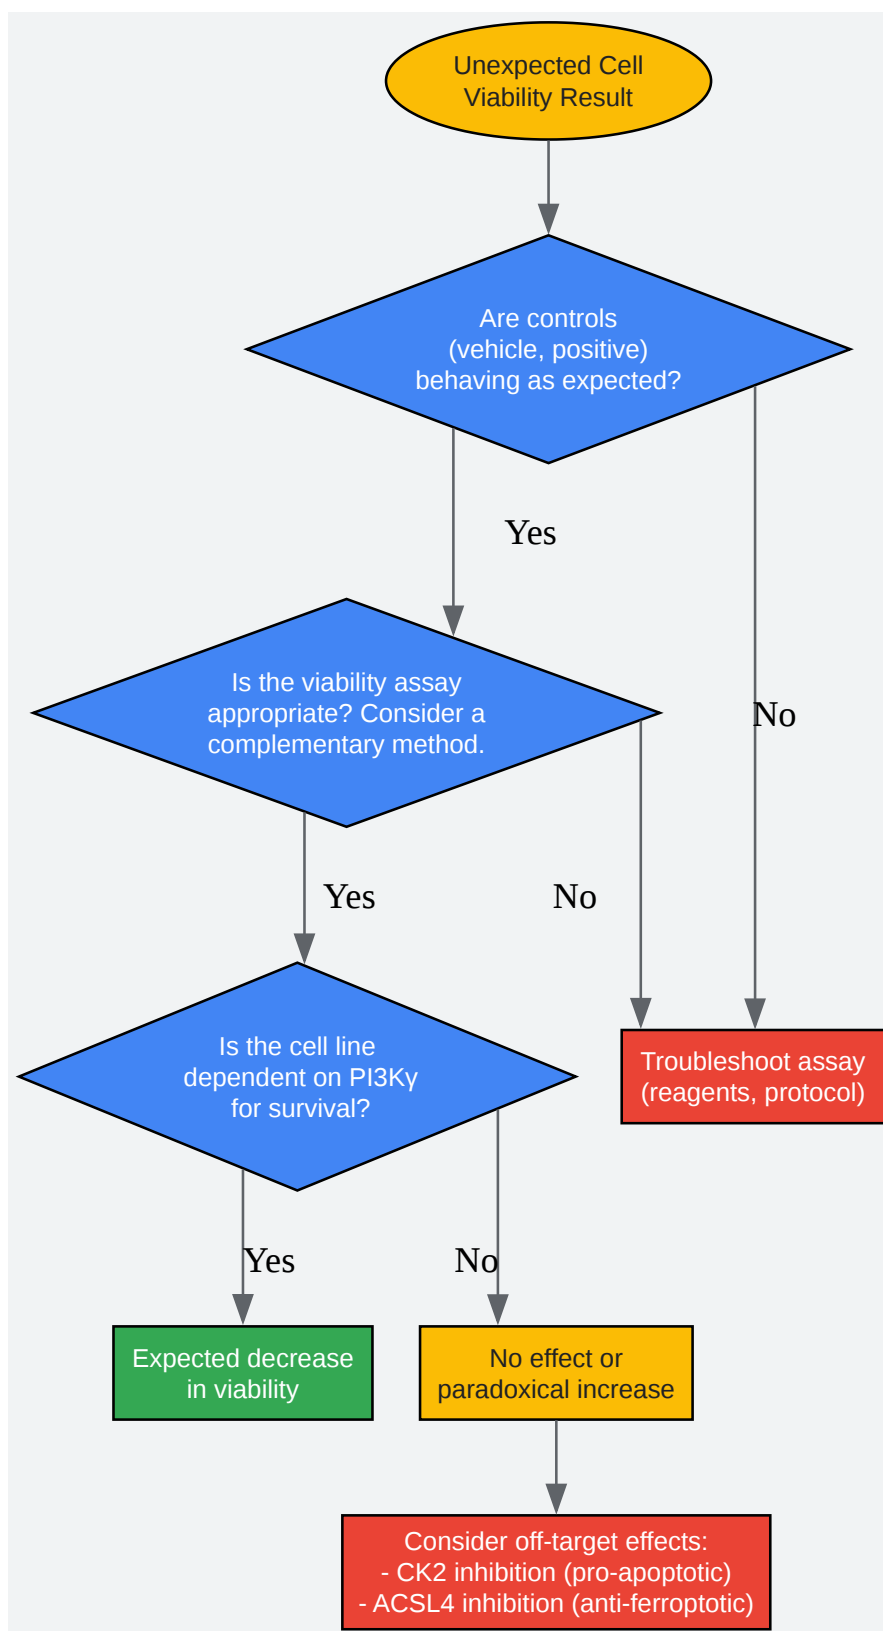 Unexpected Cell
Viability Result
Are controls
(vehicle, positive)
behaving as expected?
Yes
No
Is the viability assay
appropriate? Consider a
complementary method.
Yes
No
Is the cell line
dependent on PI3Kγ
for survival?
Troubleshoot assay
(reagents, protocol)
Yes
No
Expected decrease
in viability
No effect or
paradoxical increase
Consider off-target effects:
- CK2 inhibition (pro-apoptotic)
- ACSL4 inhibition (anti-ferroptotic)